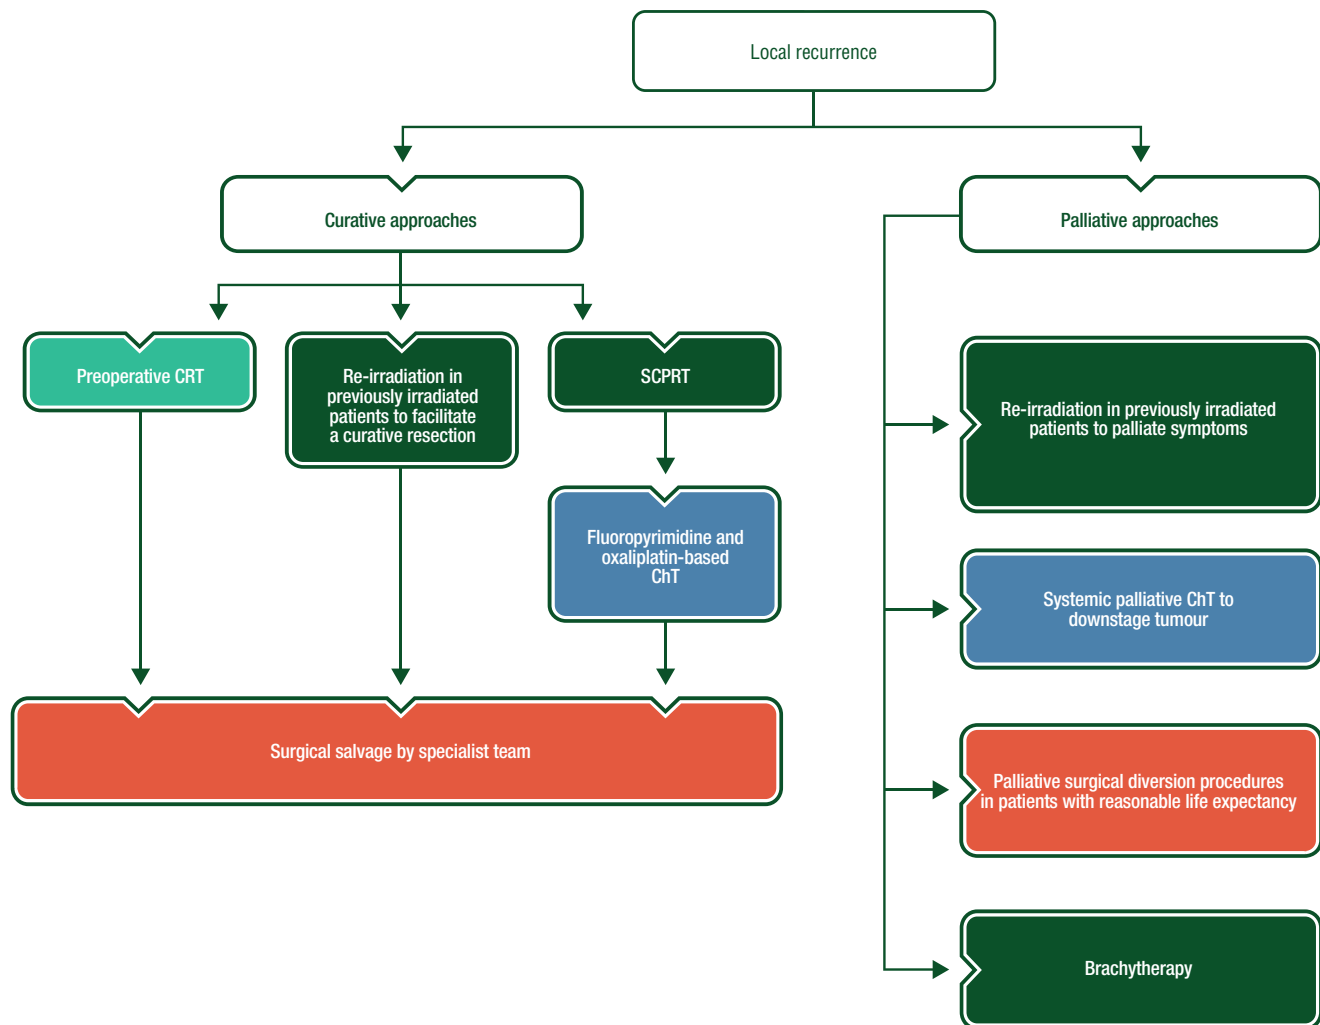 Local recurrence
Curative approaches
Palliative approaches
Preoperative CRT
Re-irradiation in
previously irradiated
patients to facilitate
a curative resection
SCPRT
Fluoropyrimidine and
oxaliplatin-based
ChT
Surgical salvage by specialist team
Re-irradiation in previously irradiated
patients to palliate symptoms
Systemic palliative ChT to
downstage tumour
Palliative surgical diversion procedures
in patients with reasonable life expectancy
Brachytherapy